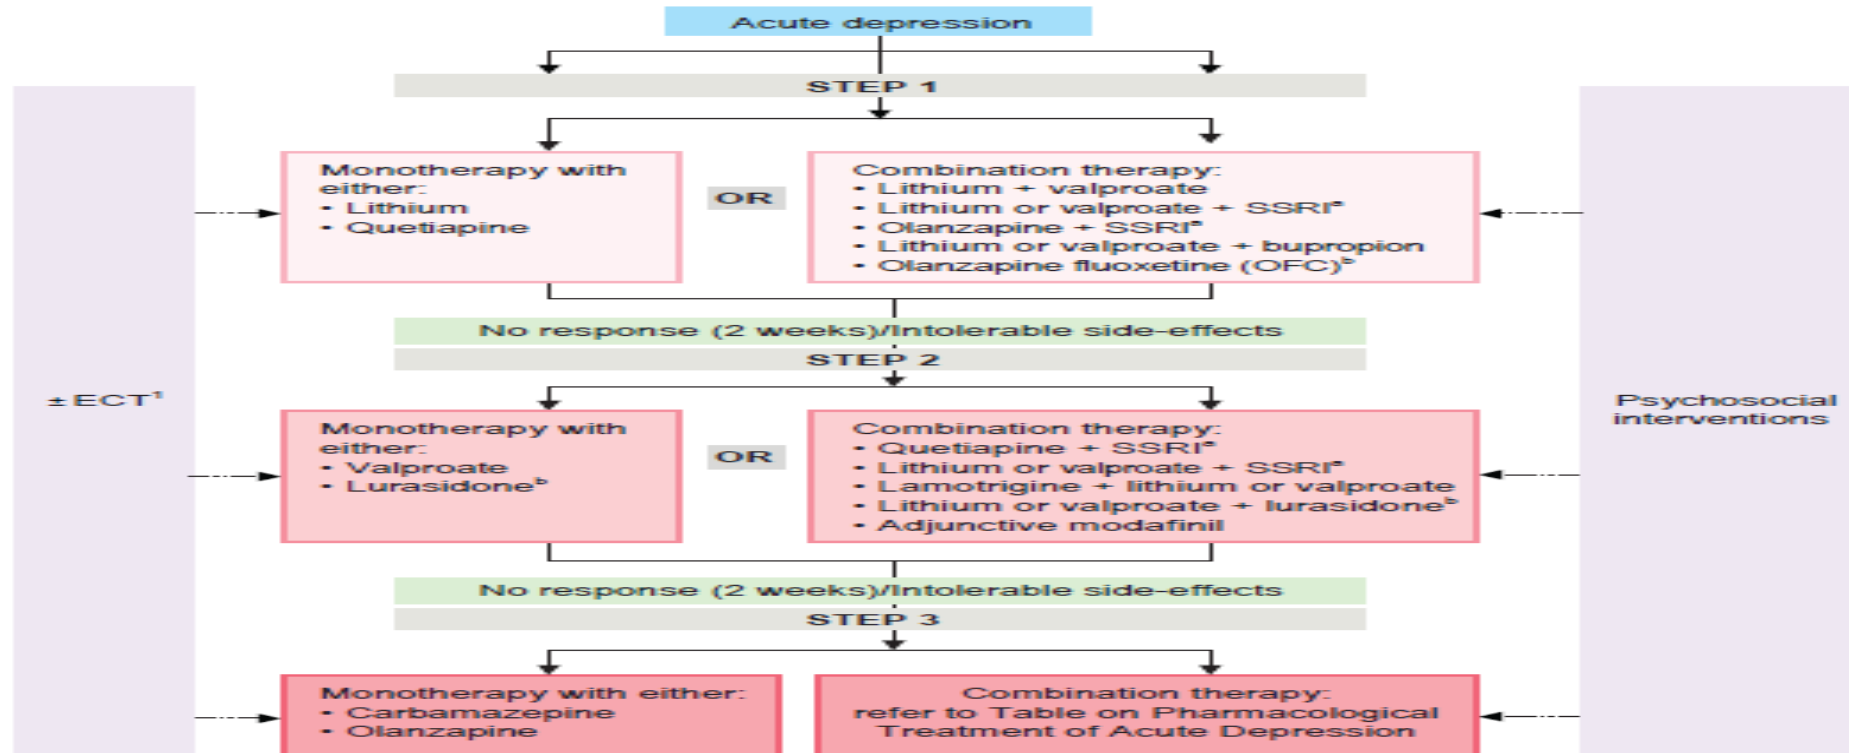 Acute depression
STEP 1
Monotherapy with
either:
• Lithium
• Quetiapine
OR
Combination therapy:
• Lithium + valproate
• Lithium or valproate + SSRIᵃ
• Olanzapine + SSRIᵃ
• Lithium or valproate + bupropion
• Olanzapine fluoxetine (OFC)ᵇ
No response (2 weeks)/Intolerable side-effects
STEP 2
± ECT¹
Psychosocial
interventions
Monotherapy with
either:
• Valproate
• Lurasidoneᵇ
OR
Combination therapy:
• Quetiapine + SSRIᵃ
• Lithium or valproate + SSRIᵃ
• Lamotrigine + lithium or valproate
• Lithium or valproate + lurasidoneᵇ
• Adjunctive modafinil
No response (2 weeks)/Intolerable side-effects
STEP 3
Monotherapy with either:
• Carbamazepine
• Olanzapine
Combination therapy:
refer to Table on Pharmacological
Treatment of Acute Depression